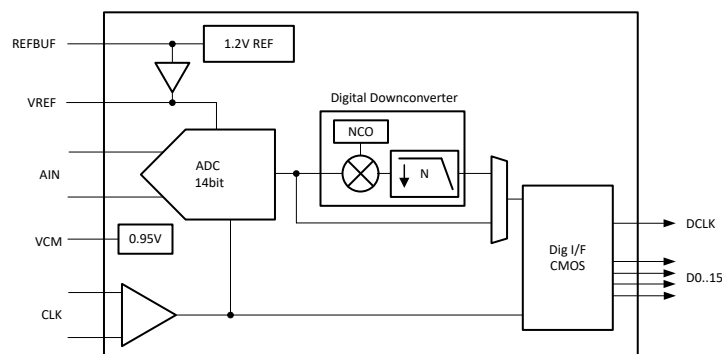 REFBUF
1.2V REF
VREF
Digital Downconverter
NCO
AIN
ADC
14bit
N
VCM
0.95V
Dig I/F
CMOS
DCLK
D0..15
CLK